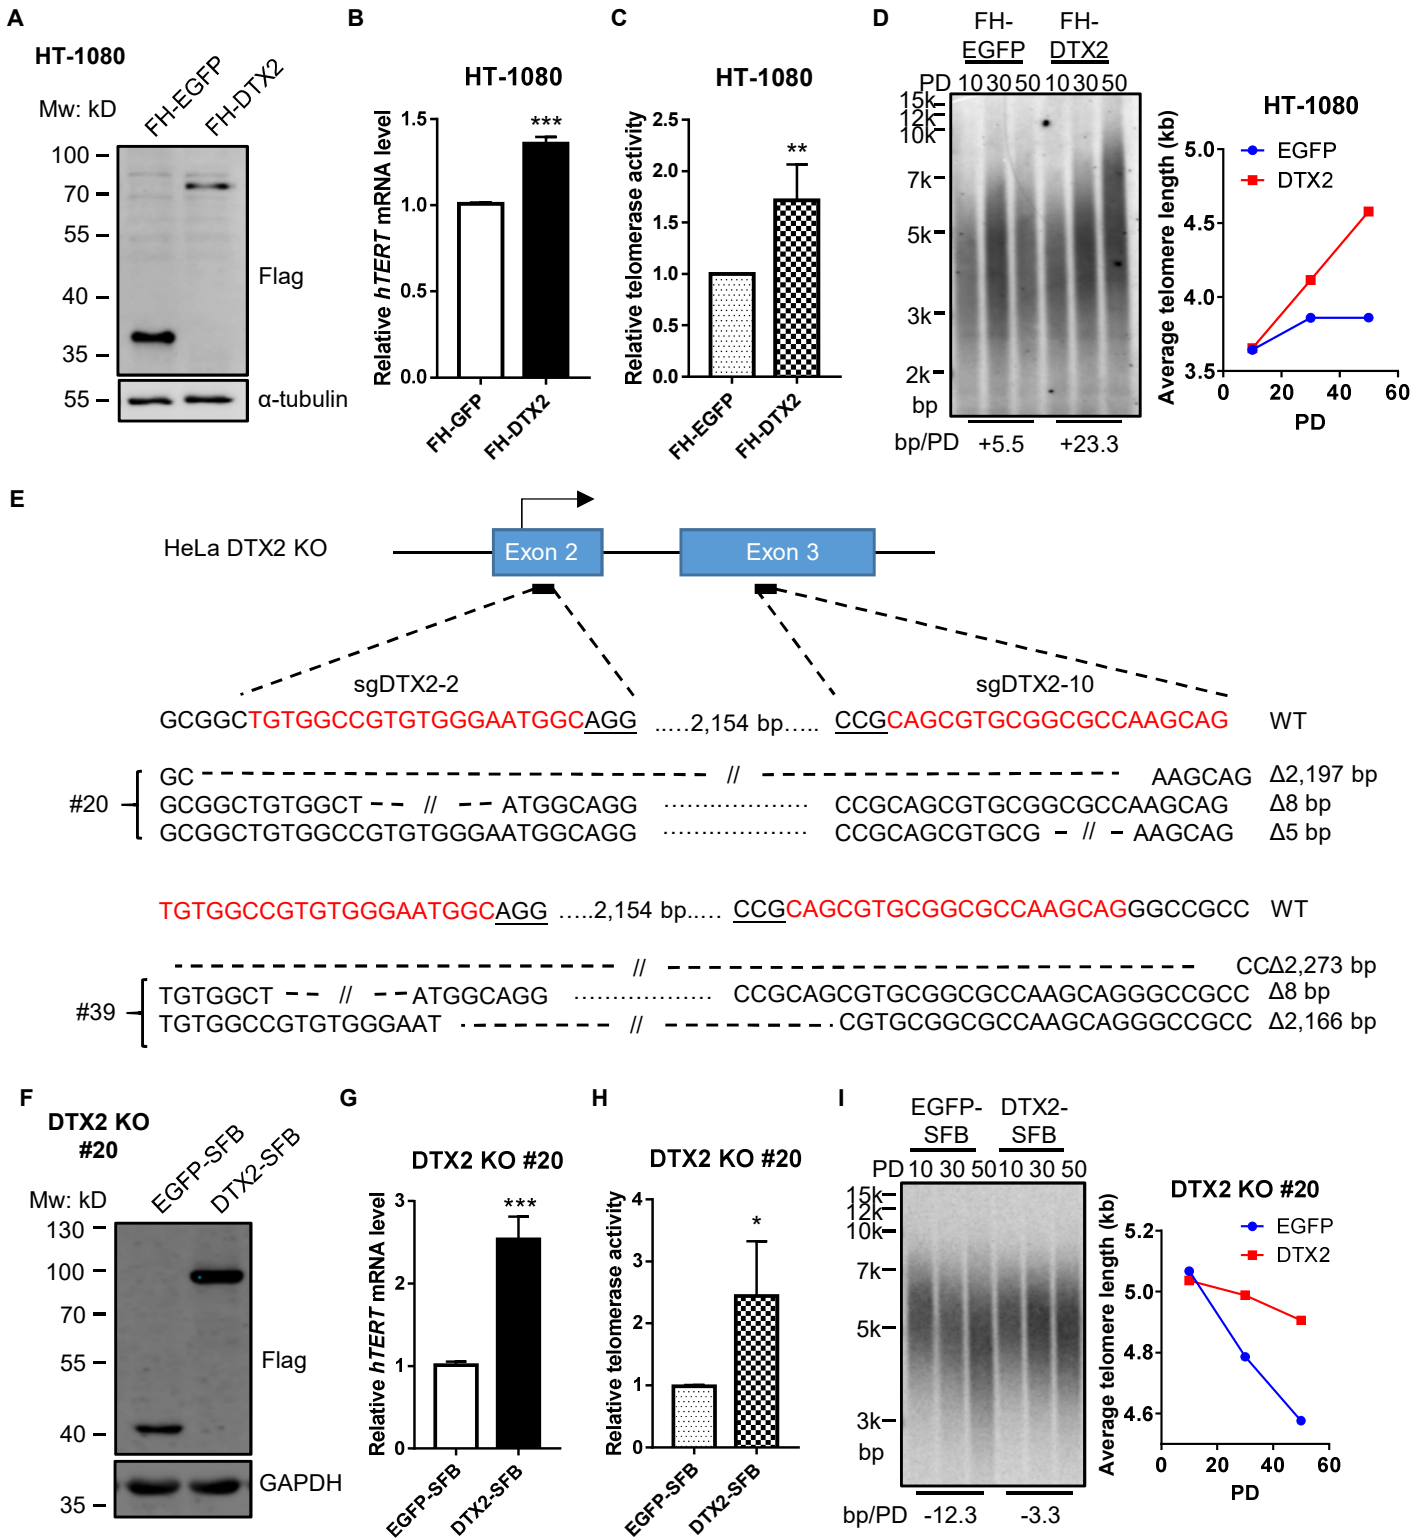 A
HT-1080
Mw: kD
FH-EGFP
FH-DTX2
100
70
55
40
35
55
Flag
α-tubulin
B
HT-1080
Relative hTERT mRNA level
1.5
1.0
0.5
0.0
***
FH-GFP
FH-DTX2
C
HT-1080
Relative telomerase activity
2.5
2.0
1.5
1.0
0.5
0.0
**
FH-EGFP
FH-DTX2
D
FH-EGFP
FH-DTX2
PD 10 30 50 10 30 50
15k
12k
10k
7k
5k
3k
2k
bp
bp/PD +5.5 +23.3
HT-1080
EGFP
DTX2
Average telomere length (kb)
5.0
4.5
4.0
3.5
0 20 40 60
PD
E
HeLa DTX2 KO
Exon 2
Exon 3
sgDTX2-2
sgDTX2-10
GCGGCTGTGGCCGTGTGGGAATGGCAGG ..…2,154 bp….. CCGCAGCGTGCGGCGCCAAGCAG WT
#20
GC // AAGCAG Δ2,197 bp
GCGGCTGTGGCT // ATGGCAGG ……………… CCGCAGCGTGCGGCGCCAAGCAG Δ8 bp
GCGGCTGTGGCCGTGTGGGAATGGCAGG ……………… CCGCAGCGTGCG // AAGCAG Δ5 bp
TGTGGCCGTGTGGGAATGGCAGG …..2,154 bp..… CCGCAGCGTGCGGCGCCAAGCAGGGCCGCC WT
#39
// CCΔ2,273 bp
TGTGGCT // ATGGCAGG ……………… CCGCAGCGTGCGGCGCCAAGCAGGGCCGCC Δ8 bp
TGTGGCCGTGTGGGAAT // CGTGCGGCGCCAAGCAGGGCCGCC Δ2,166 bp
F
DTX2 KO
#20
Mw: kD
EGFP-SFB
DTX2-SFB
130
100
70
55
40
35
Flag
GAPDH
G
DTX2 KO #20
Relative hTERT mRNA level
3
2
1
0
***
EGFP-SFB
DTX2-SFB
H
DTX2 KO #20
Relative telomerase activity
4
3
2
1
0
*
EGFP-SFB
DTX2-SFB
I
EGFP-SFB
DTX2-SFB
PD 10 30 50 10 30 50
15k
12k
10k
7k
5k
3k
bp
bp/PD -12.3 -3.3
DTX2 KO #20
EGFP
DTX2
Average telomere length (kb)
5.2
5.0
4.8
4.6
0 20 40 60
PD